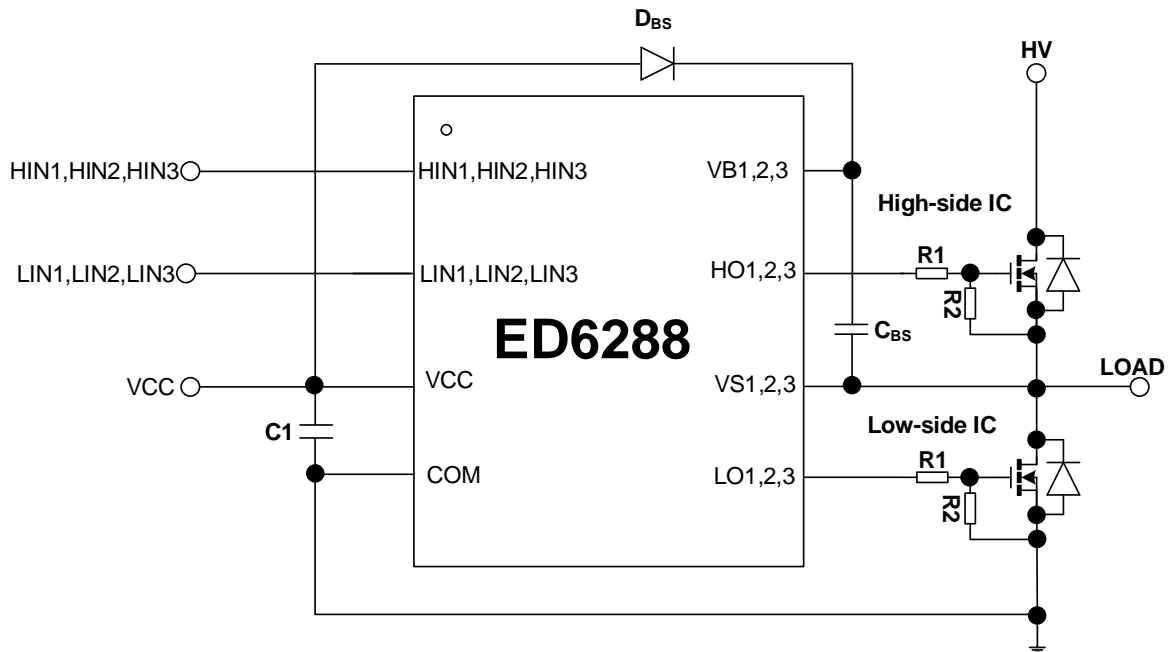 DBS
HV
HIN1,HIN2,HIN3
HIN1,HIN2,HIN3
VB1,2,3
High-side IC
LIN1,LIN2,LIN3
LIN1,LIN2,LIN3
HO1,2,3
R1
R2
ED6288
CBS
VCC
VCC
VS1,2,3
LOAD
C1
Low-side IC
COM
LO1,2,3
R1
R2